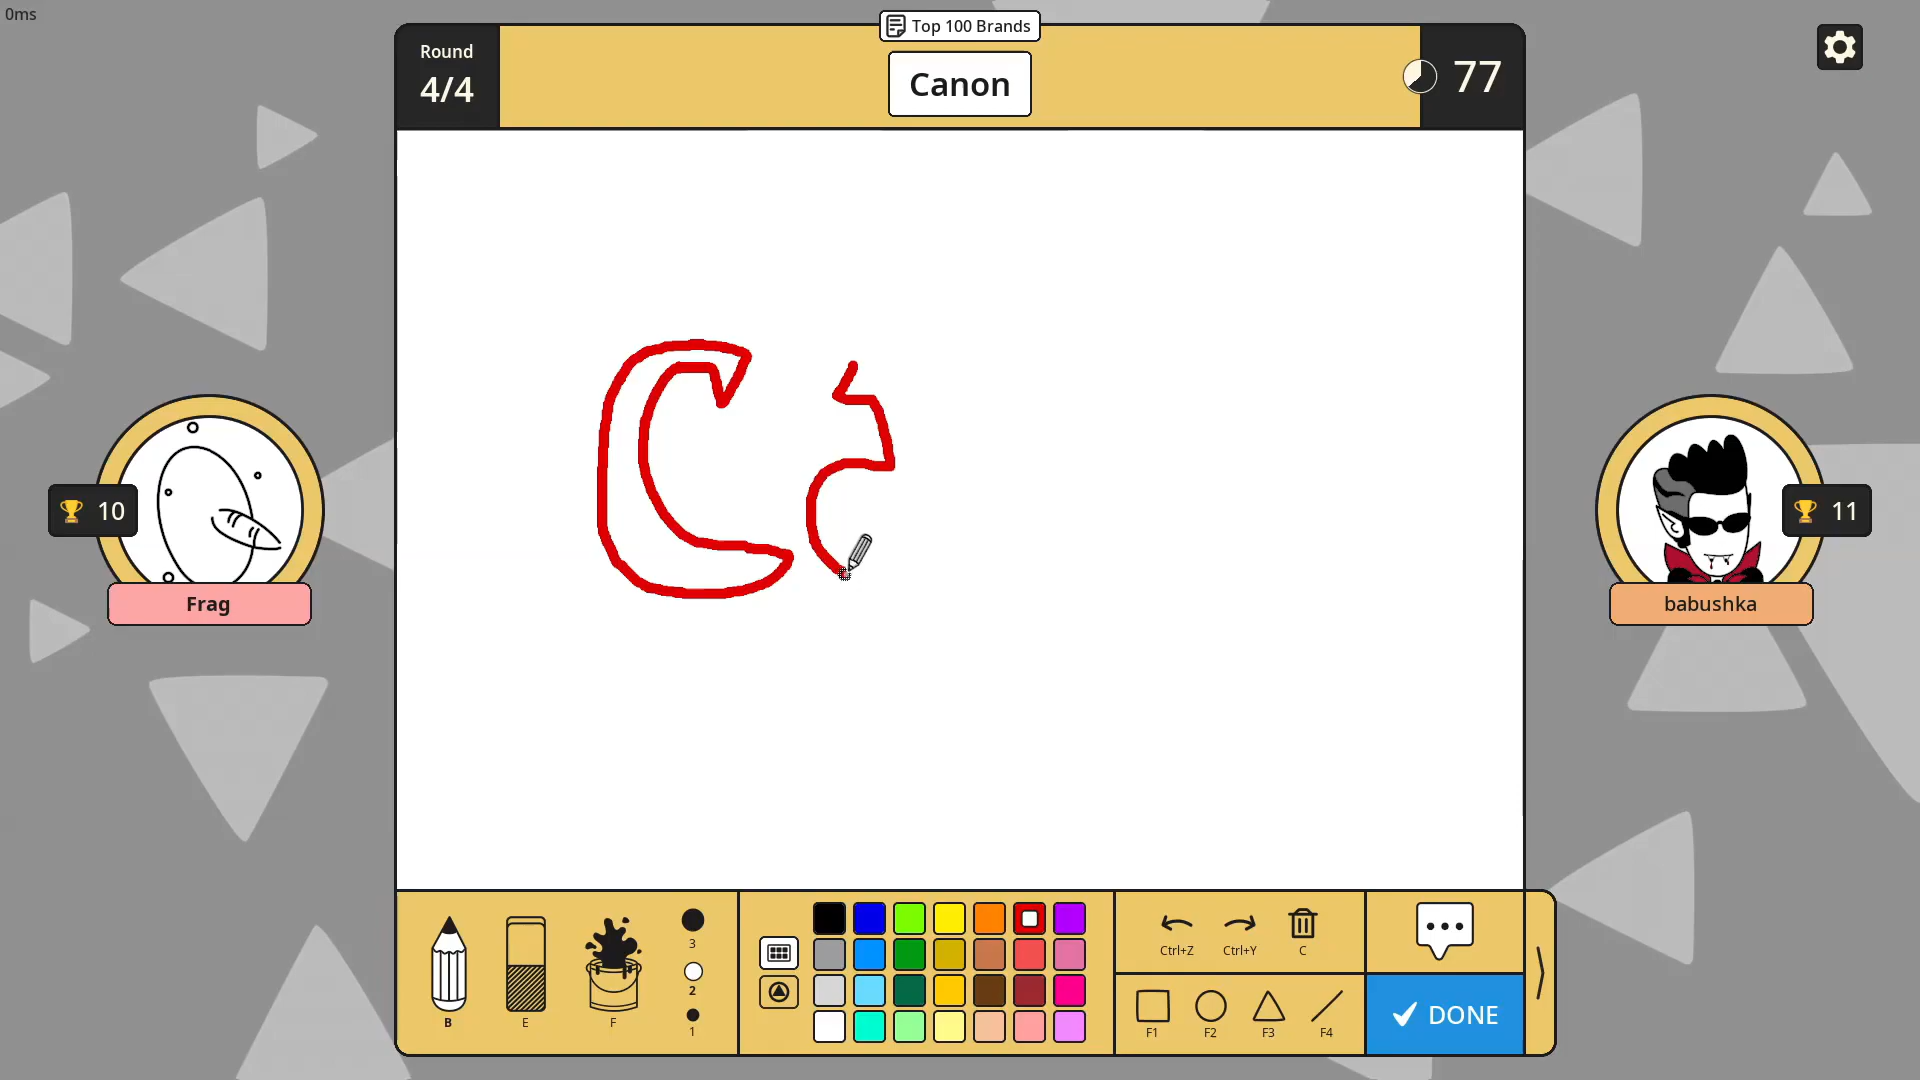 0ms
Top 100 Brands
Round
4/4
Canon
77
10
Frag
11
babushka
C
3
2
1
B
E
F
Ctrl+Z
Ctrl+Y
C
F1
F2
F3
F4
DONE